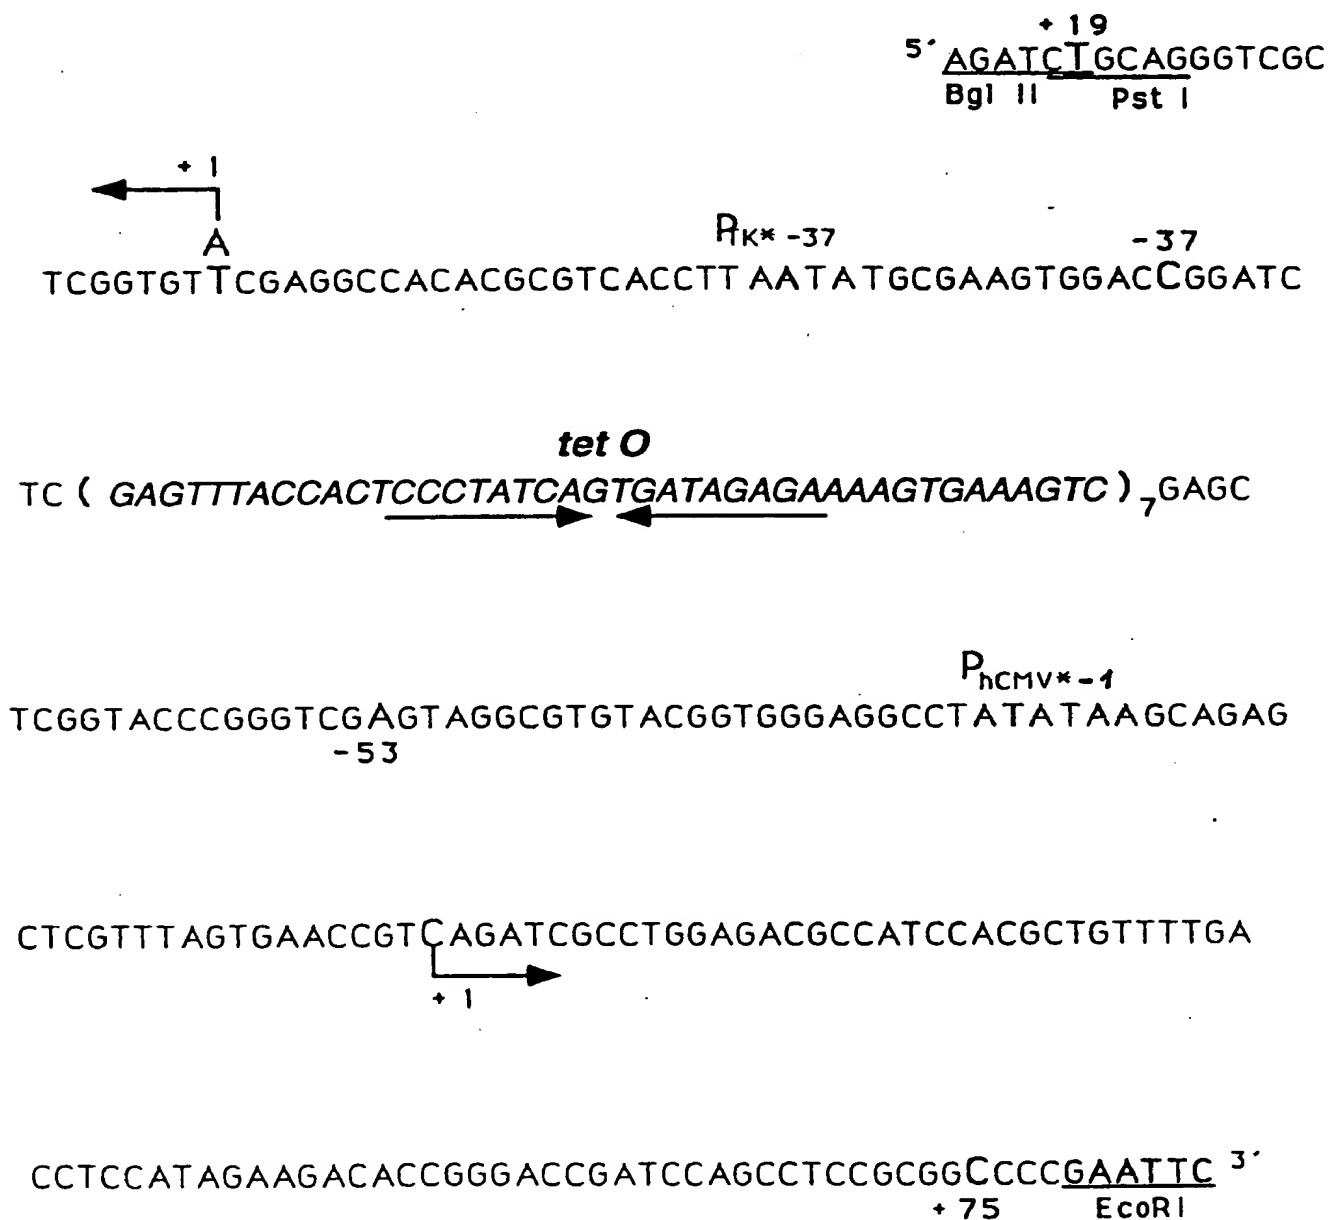 + 19
5' AGATCTGCAGGGTCGC
Bgl II Pst I
+ 1
A
PTK* -37 -37
TCGGTGTTCGAGGCCACACGCGTCACCTTAATATGCGAAGTGGACCGGATC
tet O
TC ( GAGTTTACCACTCCCTATCAGTGATAGAGAAAAGTGAAAGTC )7GAGC
PhCMV*-1
TCGGTACCCGGGTCGAGTAGGCGTGTACGGTGGGAGGCCTATATAAGCAGAG
-53
CTCGTTTAGTGAACCGTCAGATCGCCTGGAGACGCCATCCACGCTGTTTTGA
+ 1
CCTCCATAGAAGACACCGGGACCGATCCAGCCTCCGCGGCCCCGAATTC 3'
+ 75 EcoRI